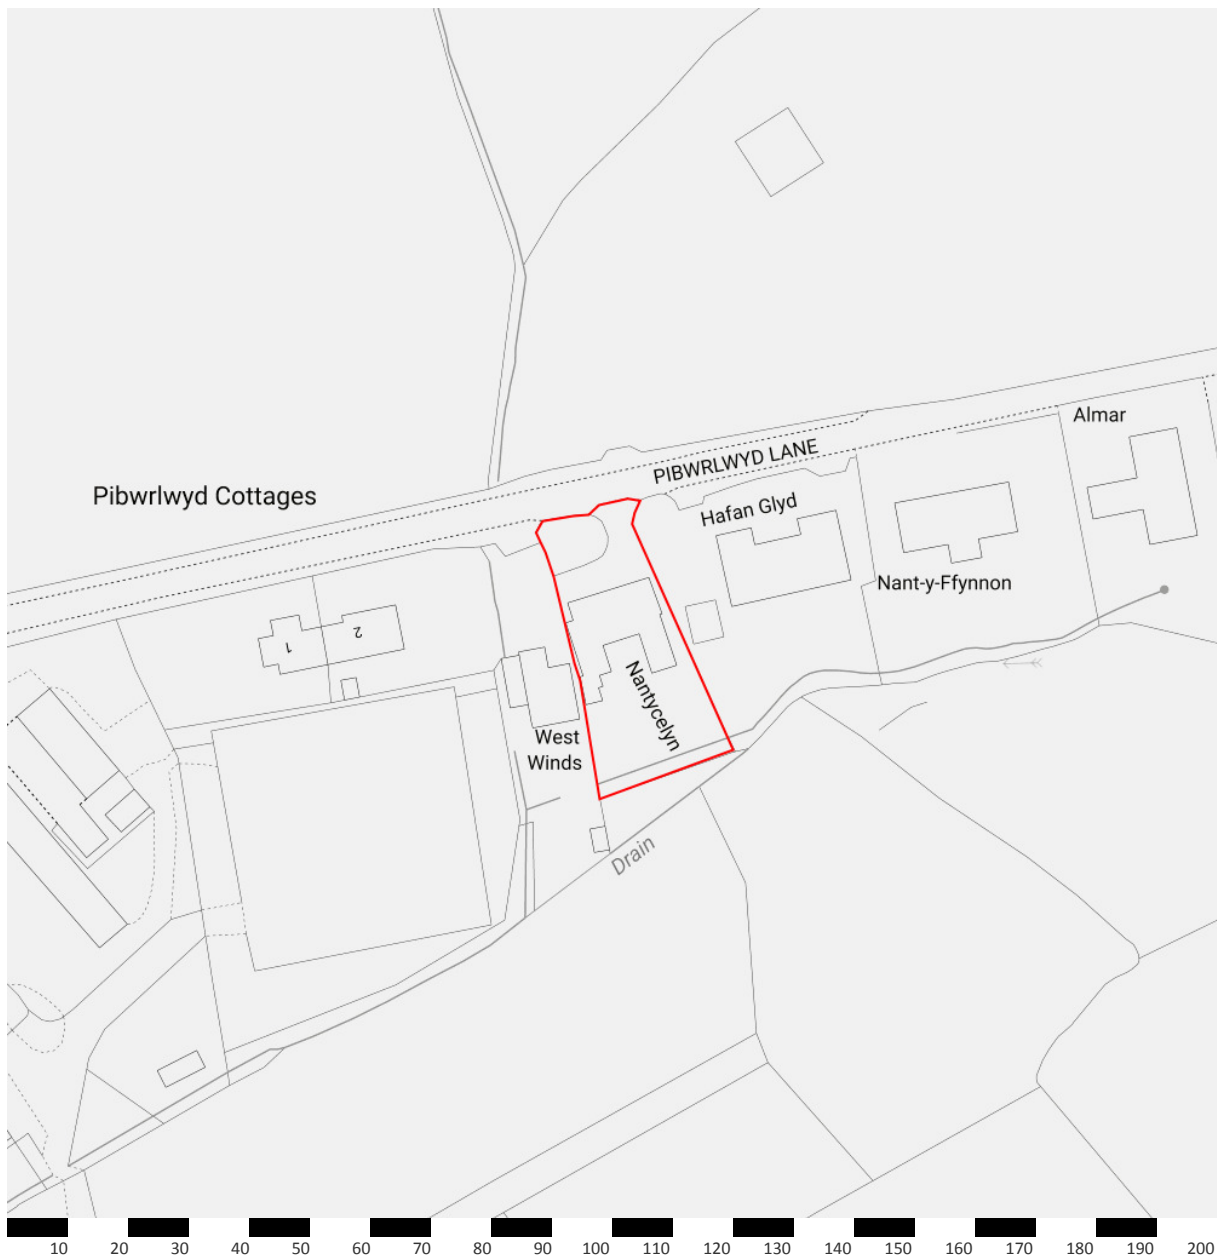 Almar
PIBWRLWYD LANE
Pibwrlwyd Cottages
Hafan Glyd
Nant-y-Ffynnon
1
2
Nantycelyn
West
Winds
Drain
10 20 30 40 50 60 70 80 90 100 110 120 130 140 150 160 170 180 190 200